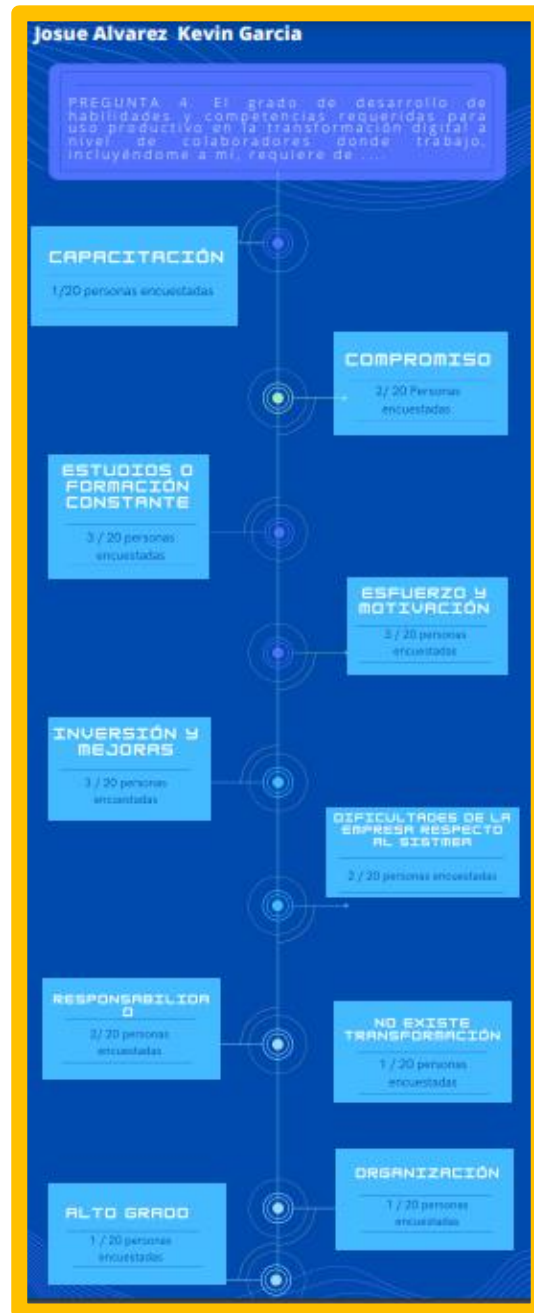 Josue Alvarez Kevin Garcia
PREGUNTA 4. El grado de desarrollo de
habilidades y competencias requeridas para
uso productivo en la transformación digital a
nivel de colaboradores donde trabajo,
incluyéndome a mí, requiere de ....
CAPACITACIÓN
1/20 personas encuestadas
COMPROMISO
2/ 20 Personas
encuestadas
ESTUDIOS O
FORMACIÓN
CONSTANTE
3 / 20 personas
encuestadas
ESFUERZO Y
MOTIVACIÓN
3 / 20 personas
encuestadas
INVERSIÓN Y
MEJORAS
3 / 20 personas
encuestadas
DIFICULTADES DE LA
EMPRESA RESPECTO
AL SISTMEA
2 / 20 personas encuestadas
RESPONSABILIDA
D
2/ 20 personas
encuestadas
NO EXISTE
TRANSFORMACIÓN
1 / 20 personas
encuestadas
ORGANIZACIÓN
1 / 20 personas
encuestadas
ALTO GRADO
1 / 20 personas
encuestadas